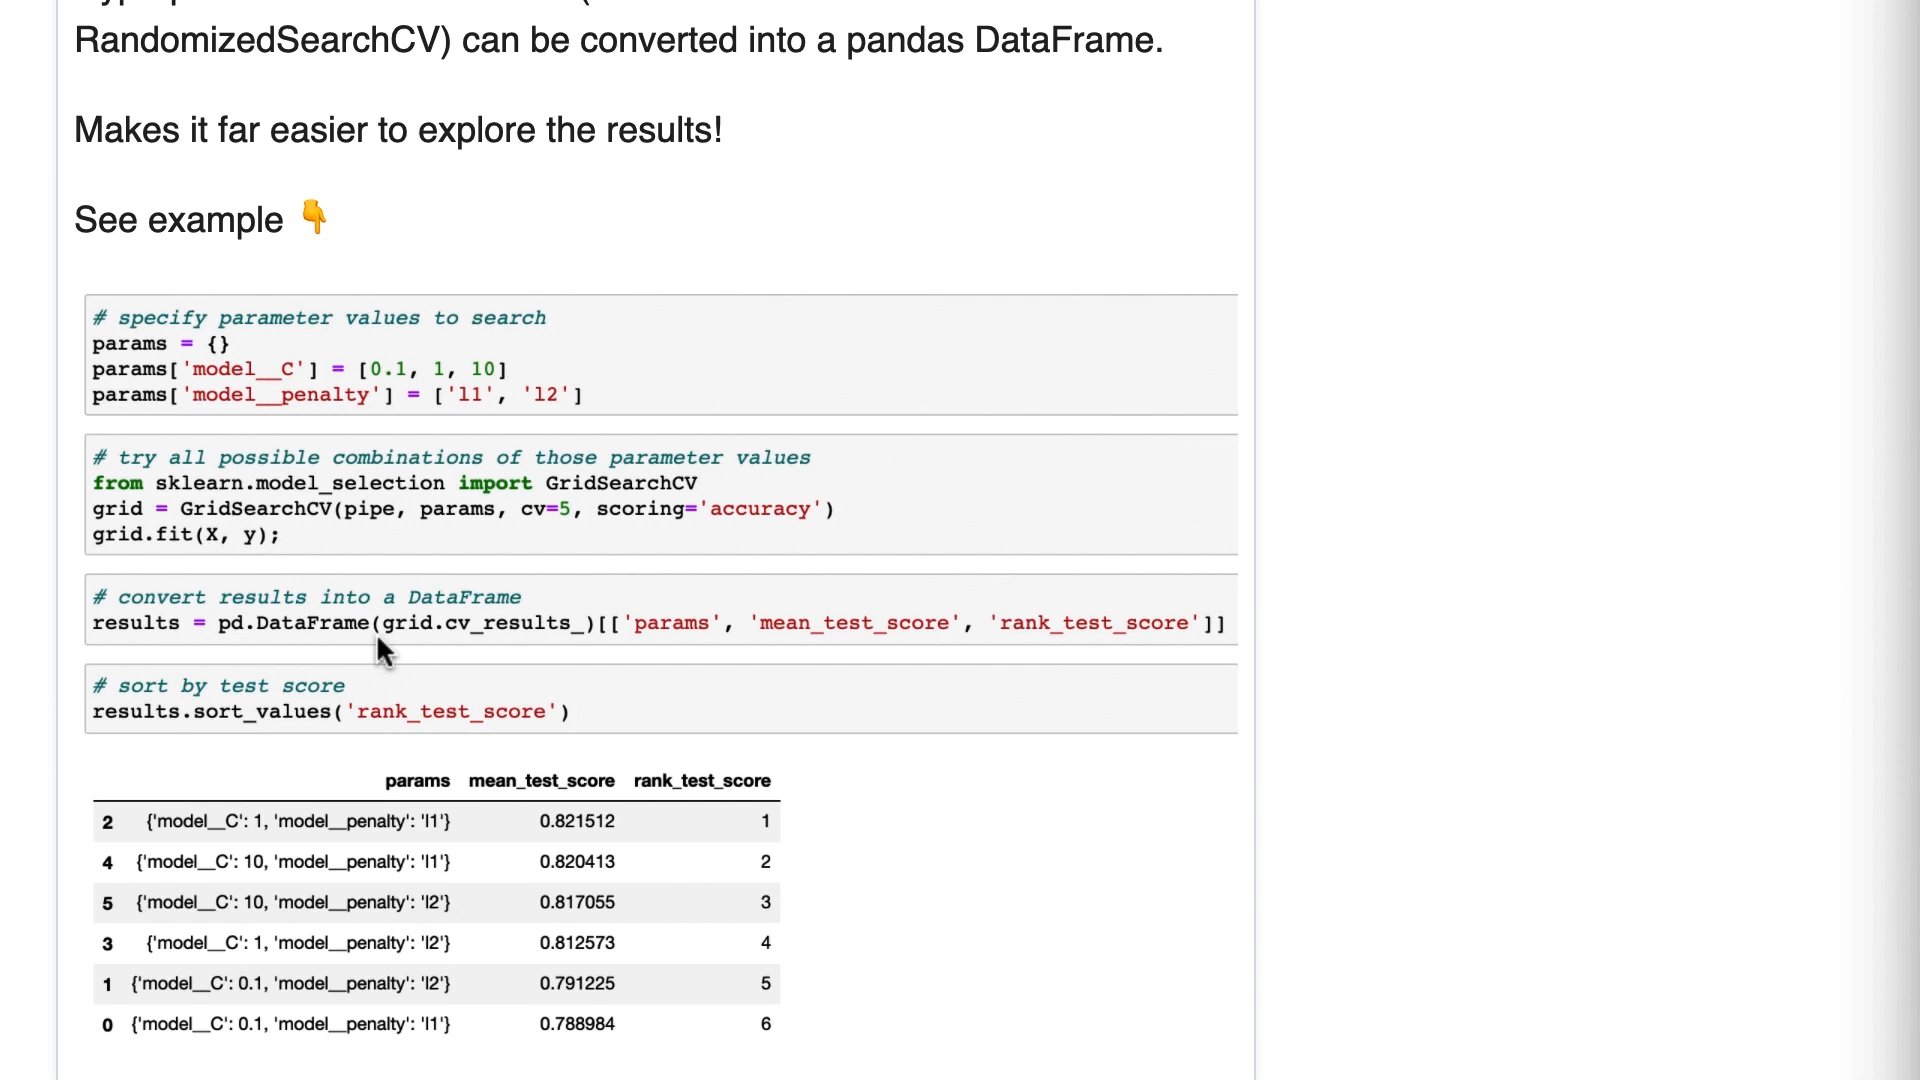 RandomizedSearchCV) can be converted into a pandas DataFrame.
Makes it far easier to explore the results!
See example 👇
# specify parameter values to search
params = {}
params['model__C'] = [0.1, 1, 10]
params['model__penalty'] = ['l1', 'l2']
# try all possible combinations of those parameter values
from sklearn.model_selection import GridSearchCV
grid = GridSearchCV(pipe, params, cv=5, scoring='accuracy')
grid.fit(X, y);
# convert results into a DataFrame
results = pd.DataFrame(grid.cv_results_)[['params', 'mean_test_score', 'rank_test_score']]
# sort by test score
results.sort_values('rank_test_score')
params mean_test_score rank_test_score
2 {'model__C': 1, 'model__penalty': 'l1'} 0.821512 1
4 {'model__C': 10, 'model__penalty': 'l1'} 0.820413 2
5 {'model__C': 10, 'model__penalty': 'l2'} 0.817055 3
3 {'model__C': 1, 'model__penalty': 'l2'} 0.812573 4
1 {'model__C': 0.1, 'model__penalty': 'l2'} 0.791225 5
0 {'model__C': 0.1, 'model__penalty': 'l1'} 0.788984 6